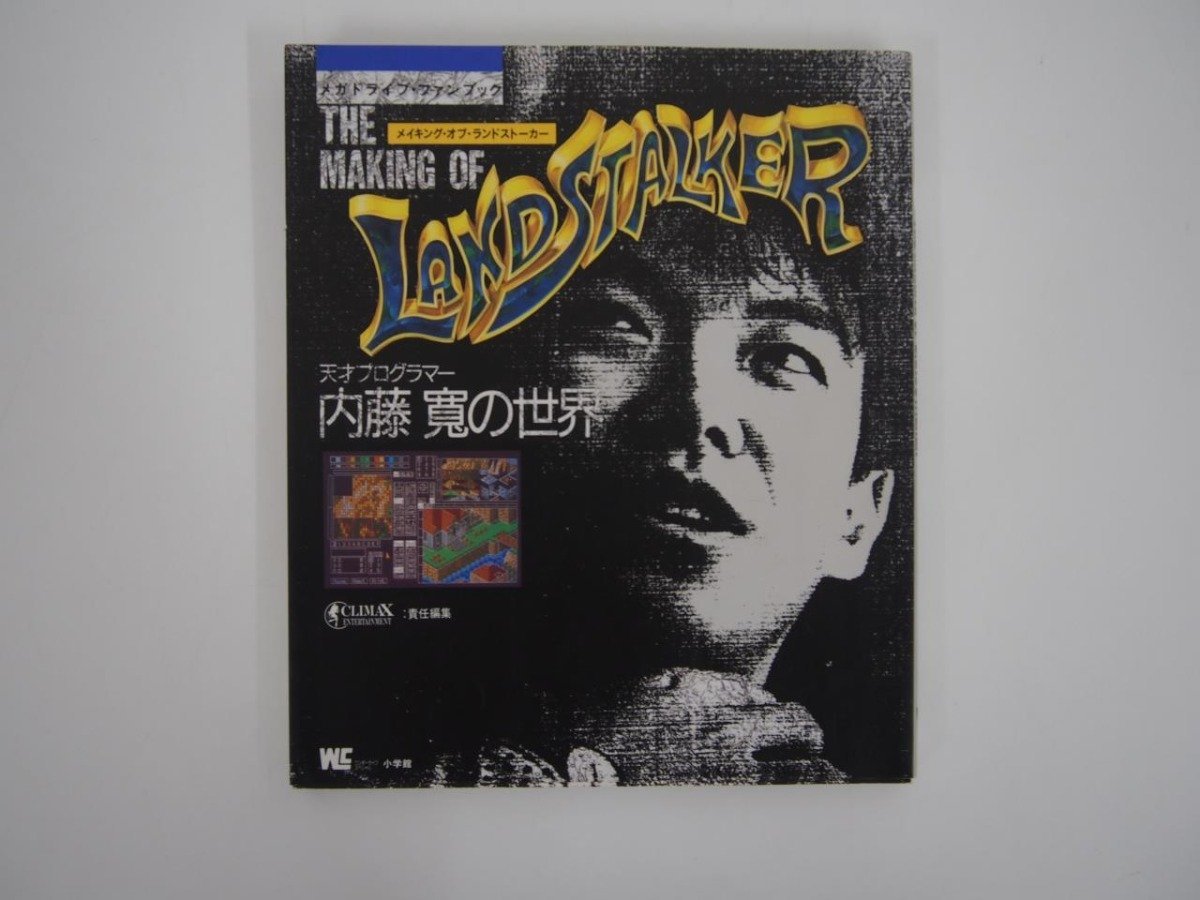 メガドライブ・ファンブック
THE
MAKING OF
メイキング・オブ・ランドストーカー
LANDSTALKER
天才プログラマー
内藤 寛の世界
CLIMAX
ENTERTAINMENT
:責任編集
小学館